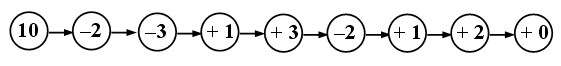 10 –2 –3 + 1 + 3 –2 + 1 + 2 + 0